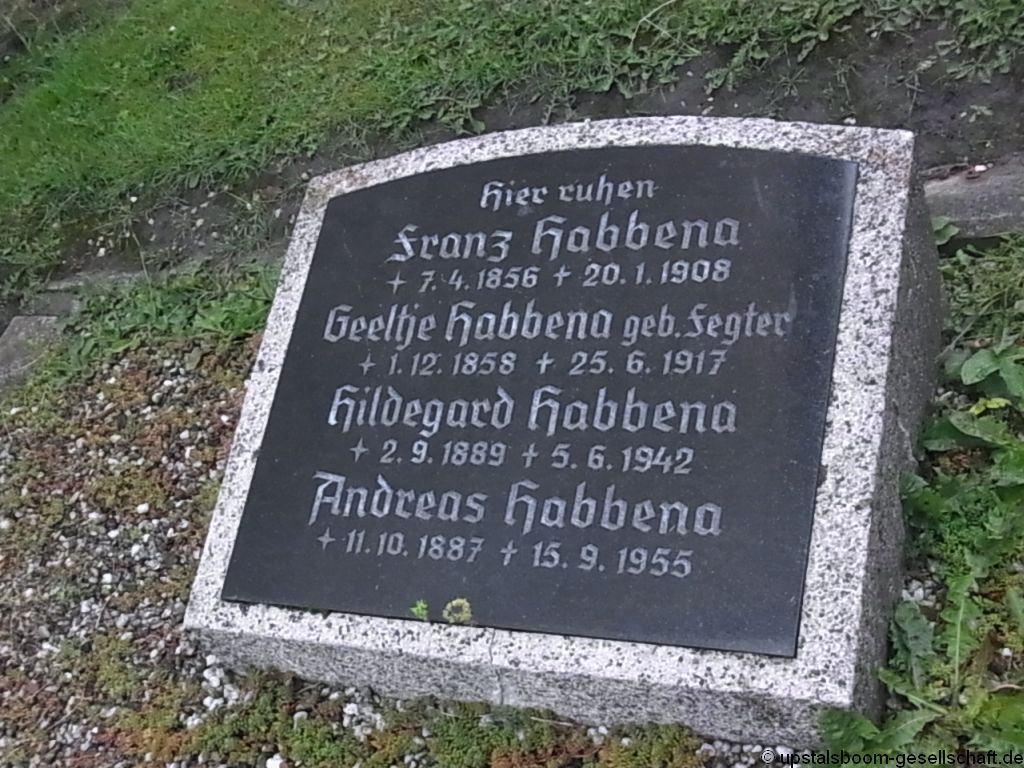 Hier ruhen
Franz Habbena
+ 7. 4. 1856 + 20. 1. 1908
Geeltje Habbena geb. Fegter
+ 1. 12. 1858 + 25. 6. 1917
Hildegard Habbena
+ 2. 9. 1889 + 5. 6. 1942
Andreas Habbena
+ 11. 10. 1887 + 15. 9. 1955
© upstalsboom-gesellschaft.de